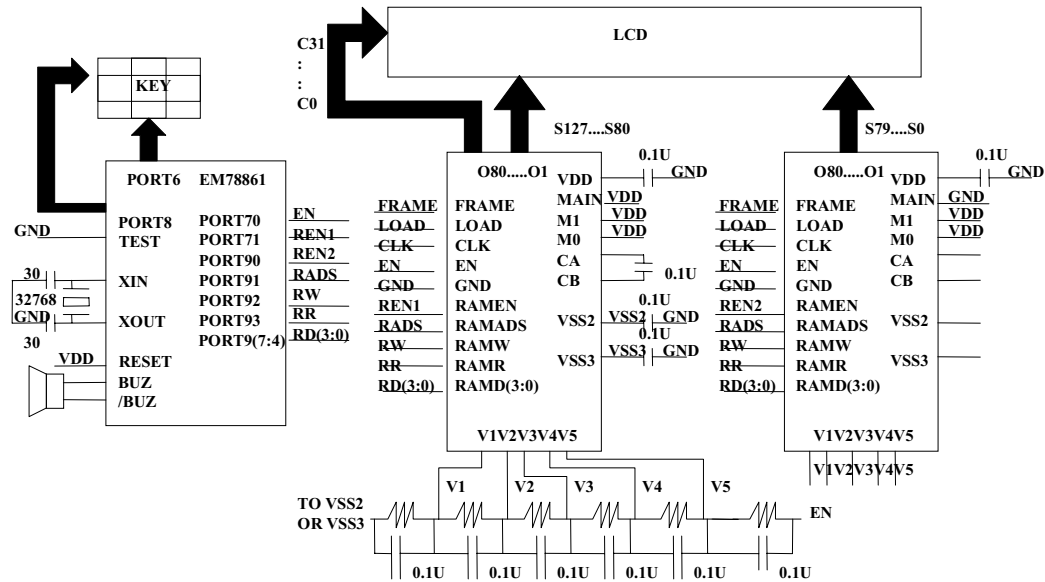 LCD
C31
.
.
C0
KEY
S127....S80
S79....S0
PORT6 EM78861
PORT8
TEST
XIN
XOUT
RESET
BUZ
/BUZ
GND
30
32768
GND
30
VDD
PORT70
PORT71
PORT90
PORT91
PORT92
PORT93
PORT9(7:4)
EN
REN1
REN2
RADS
RW
RR
RD(3:0)
FRAME
LOAD
CLK
EN
GND
REN1
RADS
RW
RR
RD(3:0)
O80.....O1
FRAME
LOAD
CLK
EN
GND
RAMEN
RAMADS
RAMW
RAMR
RAMD(3:0)
VDD
MAIN
M1
M0
CA
CB
VSS2
VSS3
V1V2V3V4V5
0.1U
GND
VDD
VDD
VDD
0.1U
0.1U
VSS2
GND
0.1U
VSS3
GND
FRAME
LOAD
CLK
EN
GND
REN2
RADS
RW
RR
RD(3:0)
O80.....O1
FRAME
LOAD
CLK
EN
GND
RAMEN
RAMADS
RAMW
RAMR
RAMD(3:0)
VDD
MAIN
M1
M0
CA
CB
VSS2
VSS3
V1V2V3V4V5
0.1U
GND
GND
VDD
VDD
V1V2V3V4V5
TO VSS2
OR VSS3
V1 V2 V3 V4 V5
EN
0.1U 0.1U 0.1U 0.1U 0.1U 0.1U